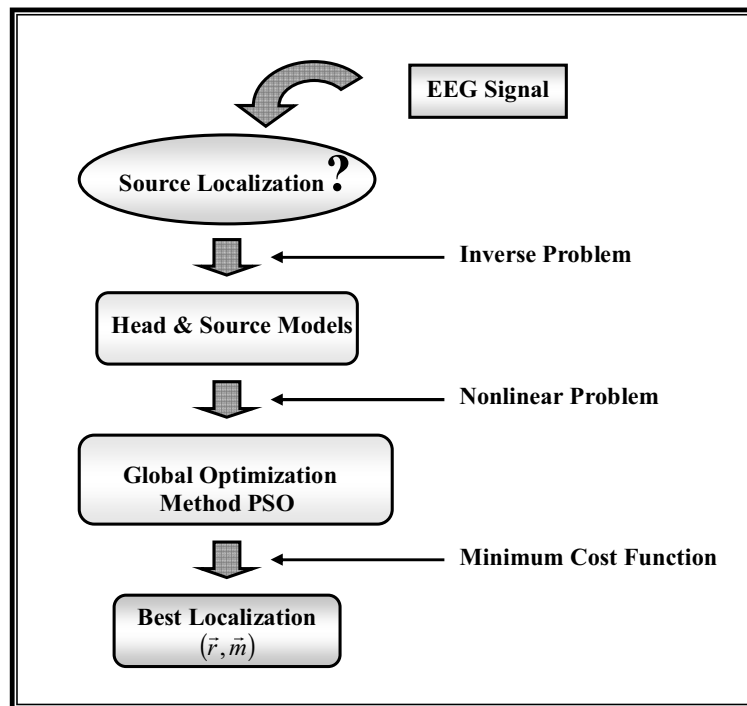 EEG Signal
Source Localization ?
Inverse Problem
Head & Source Models
Nonlinear Problem
Global Optimization
Method PSO
Minimum Cost Function
Best Localization
(r⃗, m⃗)